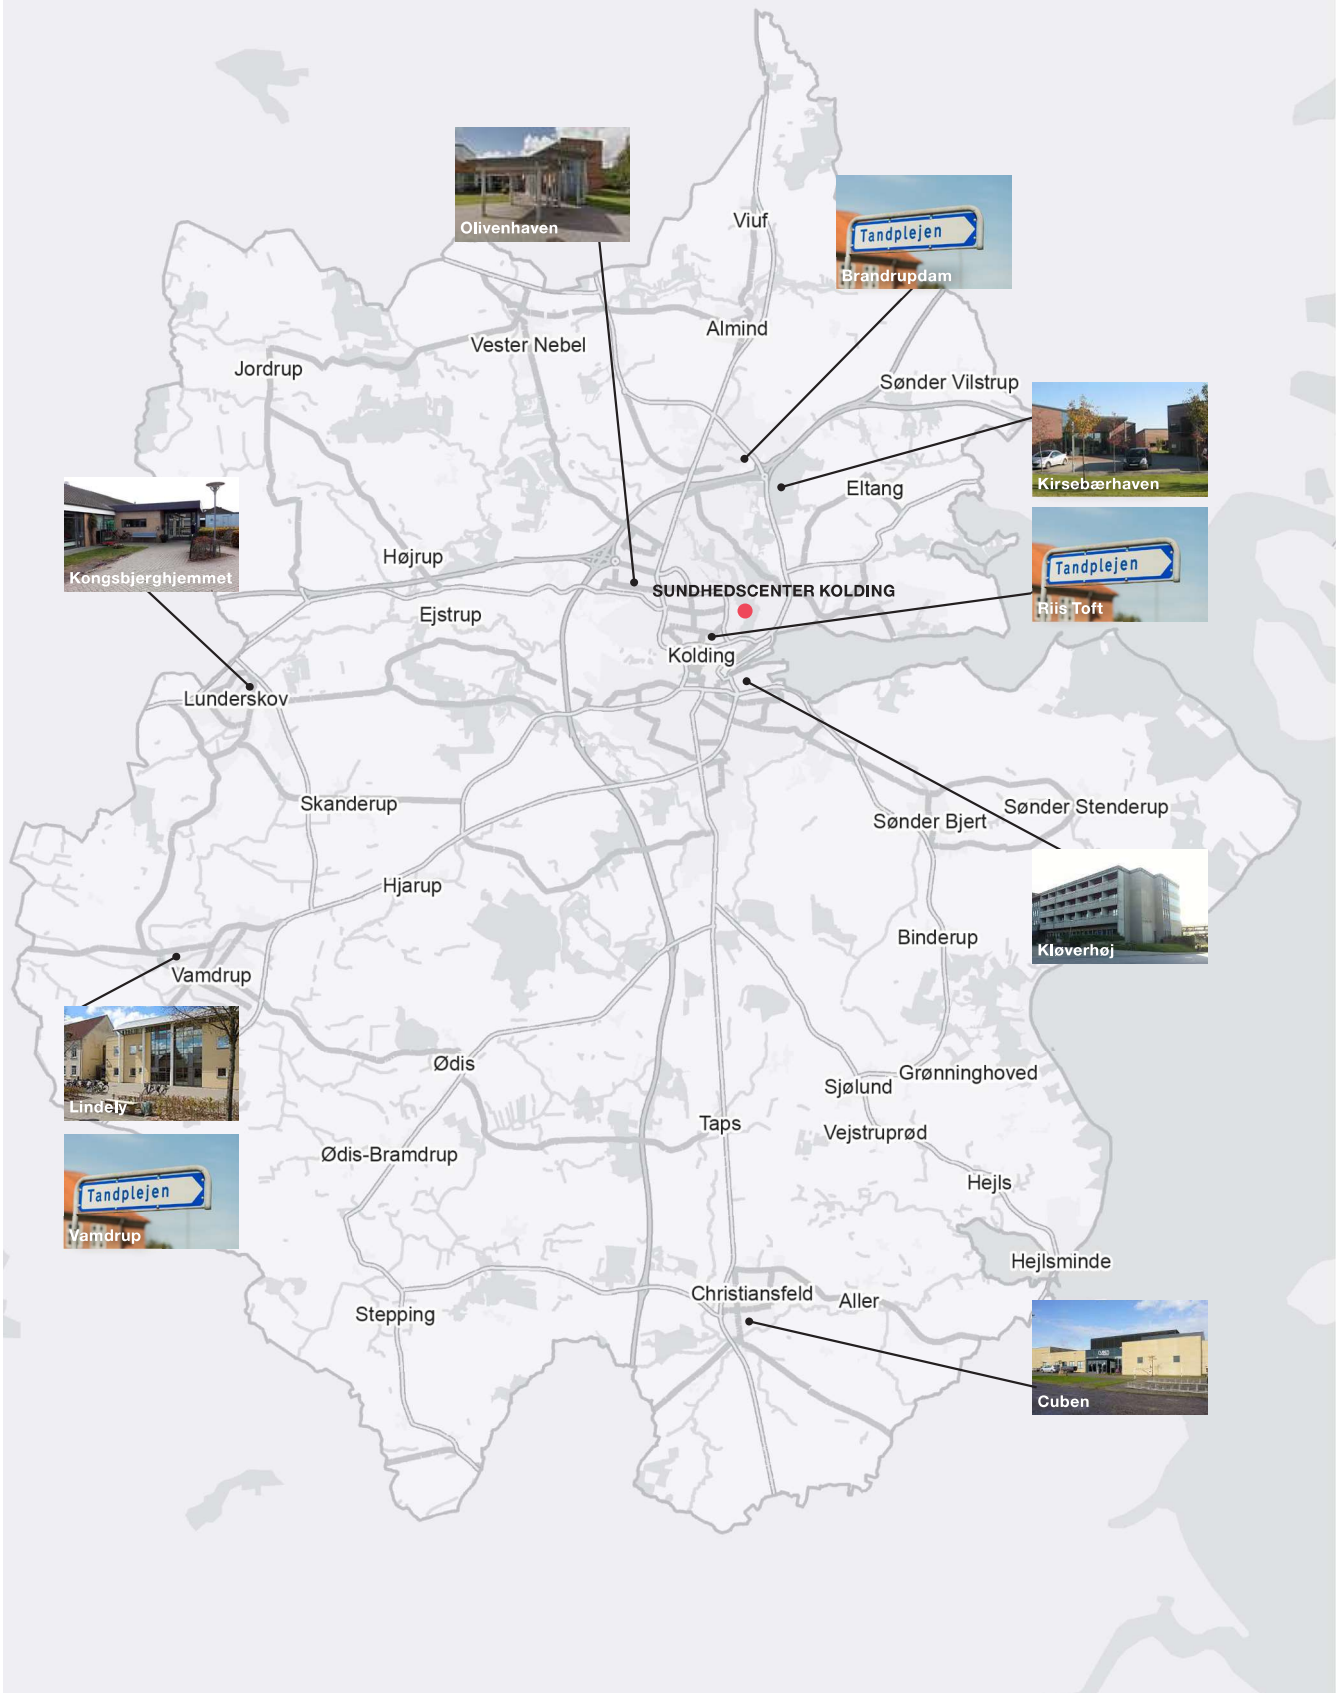 Olivenhaven
Viuf
Tandplejen
Brandrupdam
Almind
Vester Nebel
Jordrup
Sønder Vilstrup
Kirsebærhaven
Eltang
Kongsbjerghjemmet
Højrup
Tandplejen
Riis Toft
SUNDHEDSCENTER KOLDING
Ejstrup
Kolding
Lunderskov
Skanderup
Sønder Stenderup
Sønder Bjert
Hjarup
Binderup
Kløverhøj
Vamdrup
Lindely
Ødis
Grønninghoved
Sjølund
Taps
Vejstruprød
Ødis-Bramdrup
Hejls
Tandplejen
Vamdrup
Hejlsminde
Christiansfeld
Aller
Stepping
Cuben